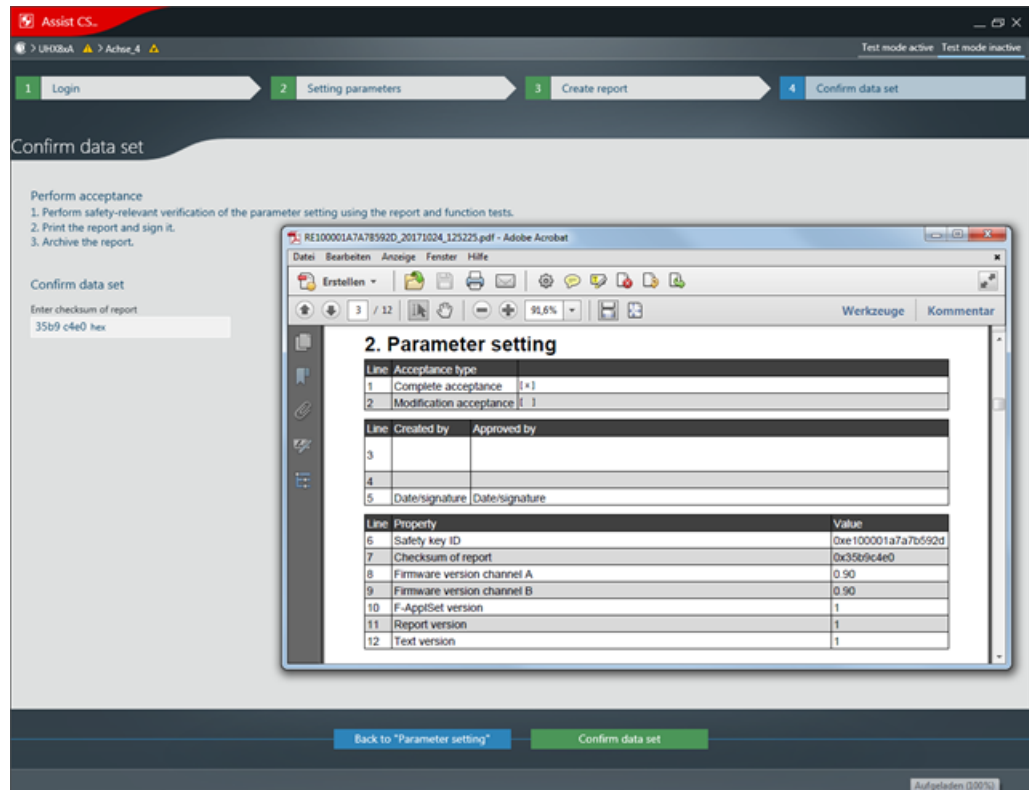 Assist CS..
> UHX8xA > Achse_4
Test mode active Test mode inactive
1 Login
2 Setting parameters
3 Create report
4 Confirm data set
Confirm data set
Perform acceptance
1. Perform safety-relevant verification of the parameter setting using the report and function tests.
2. Print the report and sign it.
3. Archive the report.
Confirm data set
Enter checksum of report
35b9 c4e0 hex
RE100001A7A78592D_20171024_125225.pdf - Adobe Acrobat
Datei Bearbeiten Anzeige Fenster Hilfe
Erstellen
3 / 12 91,6% Werkzeuge Kommentar
2. Parameter setting
Line Acceptance type
1 Complete acceptance [×]
2 Modification acceptance [ ]
Line Created by Approved by
3
4
5 Date/signature Date/signature
Line Property Value
6 Safety key ID 0xe100001a7a7b592d
7 Checksum of report 0x35b9c4e0
8 Firmware version channel A 0.90
9 Firmware version channel B 0.90
10 F-ApplSet version 1
11 Report version 1
12 Text version 1
Back to "Parameter setting"
Confirm data set
Aufgeladen (100%)